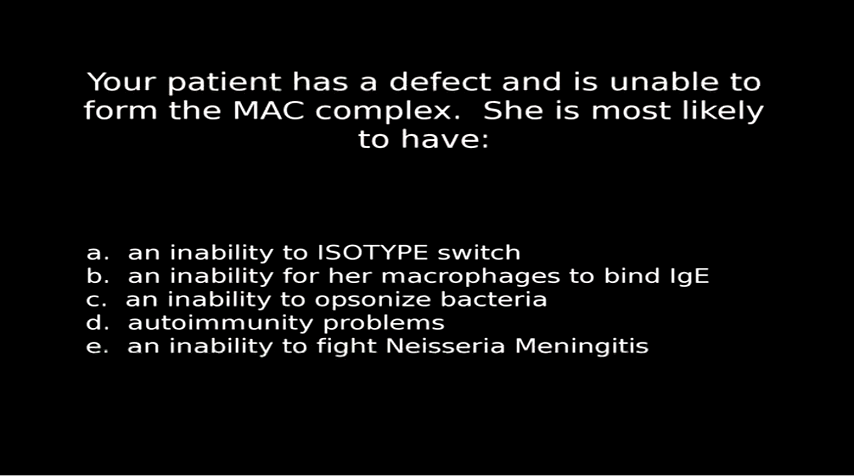 Your patient has a defect and is unable to
form the MAC complex.  She is most likely
to have:
a.  an inability to ISOTYPE switch
b.  an inability for her macrophages to bind IgE
c.  an inability to opsonize bacteria
d.  autoimmunity problems
e.  an inability to fight Neisseria Meningitis